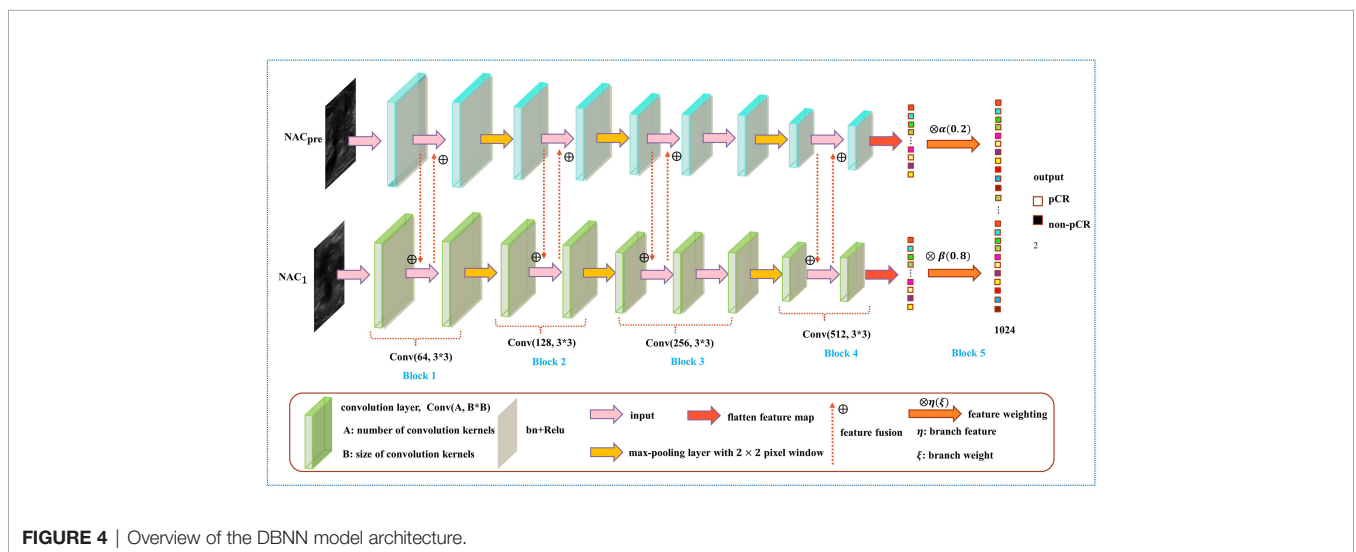 NACpre
⊕ ⊕ ⊕ ⊕
⊗α(0.2)
output
pCR
non-pCR
2
NAC1
⊕ ⊕ ⊕ ⊕
⊗ β(0.8)
1024
Conv(64, 3*3)
Conv(128, 3*3)
Conv(256, 3*3)
Conv(512, 3*3)
Block 1
Block 2
Block 3
Block 4
Block 5
convolution layer, Conv(A, B*B)
A: number of convolution kernels
B: size of convolution kernels
bn+Relu
input
flatten feature map
max-pooling layer with 2 × 2 pixel window
⊕
feature fusion
⊗η(ξ)
feature weighting
η: branch feature
ξ: branch weight
FIGURE 4 | Overview of the DBNN model architecture.